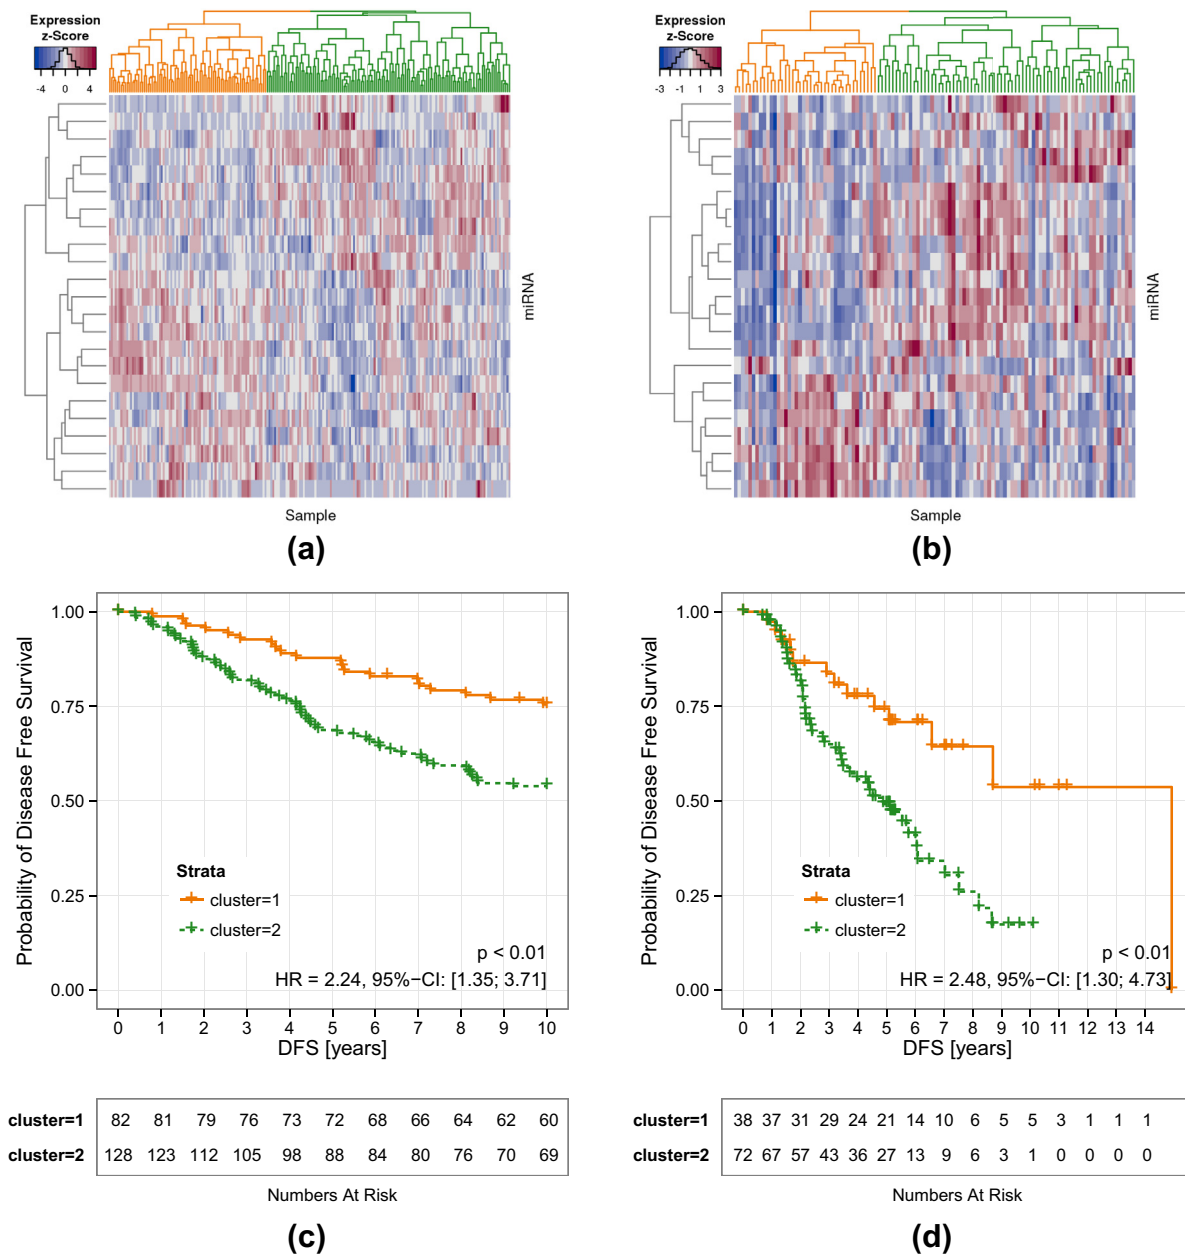 Expression
z-Score
-4 0 4
miRNA
Sample
(a)
Expression
z-Score
-3 -1 1 3
miRNA
Sample
(b)
Probability of Disease Free Survival
1.00
0.75
0.50
0.25
0.00
Strata
cluster=1
cluster=2
p < 0.01
HR = 2.24, 95%−CI: [1.35; 3.71]
0 1 2 3 4 5 6 7 8 9 10
DFS [years]
cluster=1 82 81 79 76 73 72 68 66 64 62 60
cluster=2 128 123 112 105 98 88 84 80 76 70 69
Numbers At Risk
(c)
Probability of Disease Free Survival
1.00
0.75
0.50
0.25
0.00
Strata
cluster=1
cluster=2
p < 0.01
HR = 2.48, 95%−CI: [1.30; 4.73]
0 1 2 3 4 5 6 7 8 9 10 11 12 13 14
DFS [years]
cluster=1 38 37 31 29 24 21 14 10 6 5 5 3 1 1 1
cluster=2 72 67 57 43 36 27 13 9 6 3 1 0 0 0 0
Numbers At Risk
(d)